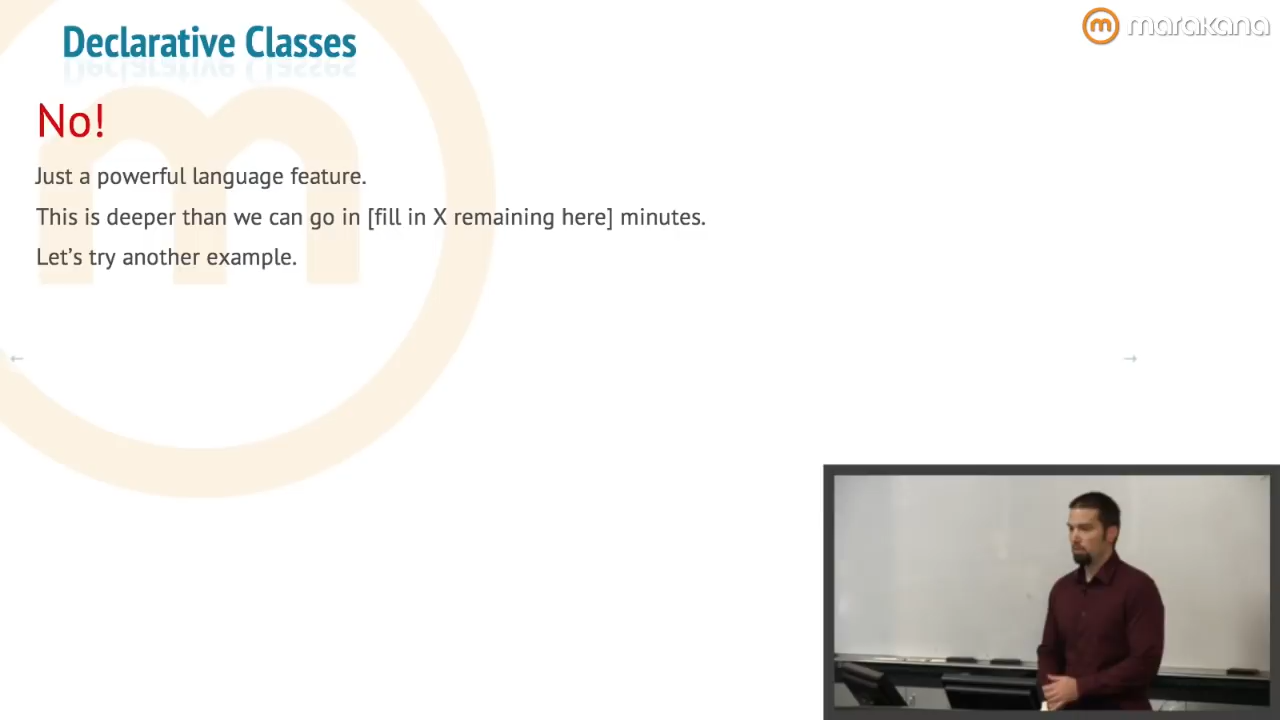 Declarative Classes
marakana
No!
Just a powerful language feature.
This is deeper than we can go in [fill in X remaining here] minutes.
Let’s try another example.